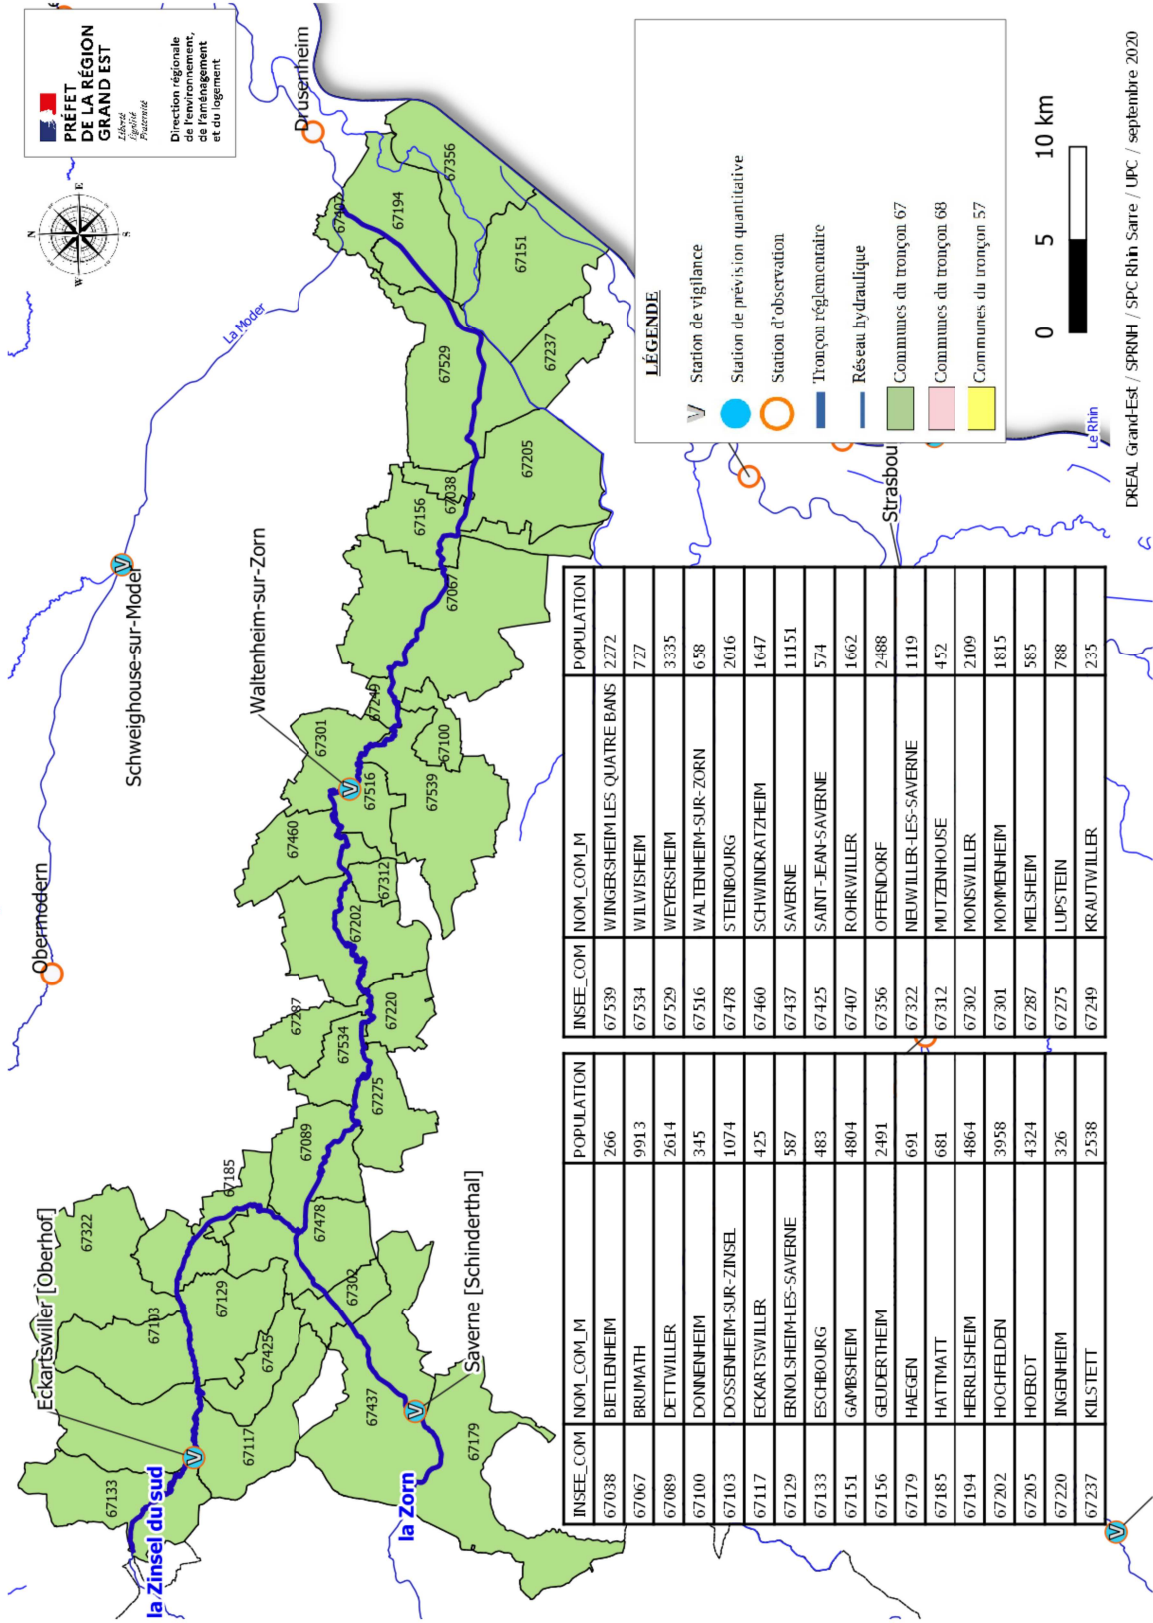 PRÉFET
DE LA RÉGION
GRAND EST
Liberté
Égalité
Fraternité
Direction régionale
de l'environnement,
de l'aménagement
et du logement
N
E
S
W
Drusenheim
La Moder
Schweighouse-sur-Moder
Obermodern
Waltenheim-sur-Zorn
Eckartswiller [Oberhof]
Saverne [Schinderthal]
la Zinsel du sud
la Zorn
Strasbou
Le Rhin
67133
67117
67103
67322
67129
67425
67185
67437
67179
67302
67478
67089
67275
67534
67287
67220
67202
67312
67460
67516
67301
67539
67100
67249
67067
67156
67038
67205
67529
67237
67151
67194
67407
67356
LÉGENDE
V Station de vigilance
Station de prévision quantitative
Station d'observation
Tronçon réglementaire
Réseau hydraulique
Communes du tronçon 67
Communes du tronçon 68
Communes du tronçon 57
0 5 10 km
INSEE_COM NOM_COM_M POPULATION
67038 BIETLENHEIM 266
67067 BRUMATH 9913
67089 DETTWILLER 2614
67100 DONNENHEIM 345
67103 DOSSENHEIM-SUR-ZINSEL 1074
67117 ECKARTSWILLER 425
67129 ERNOLSHEIM-LES-SAVERNE 587
67133 ESCHBOURG 483
67151 GAMBSHEIM 4804
67156 GEUDERTHEIM 2491
67179 HAEGEN 691
67185 HATTMATT 681
67194 HERRLISHEIM 4864
67202 HOCHFELDEN 3958
67205 HOERDT 4324
67220 INGENHEIM 326
67237 KILSTETT 2538
INSEE_COM NOM_COM_M POPULATION
67539 WINGERSHEIM LES QUATRE BANS 2272
67534 WILWISHEIM 727
67529 WEYERSHEIM 3335
67516 WALTENHEIM-SUR-ZORN 658
67478 STEINBOURG 2016
67460 SCHWINDRATZHEIM 1647
67437 SAVERNE 11151
67425 SAINT-JEAN-SAVERNE 574
67407 ROHRWILLER 1662
67356 OFFENDORF 2488
67322 NEUWILLER-LES-SAVERNE 1119
67312 MUTZENHOUSE 452
67302 MONSWILLER 2109
67301 MOMMENHEIM 1815
67287 MELSHEIM 585
67275 LUPSTEIN 788
67249 KRAUTWILLER 235
DREAL Grand-Est / SPRNH / SPC Rhin Sarre / UPC / septembre 2020